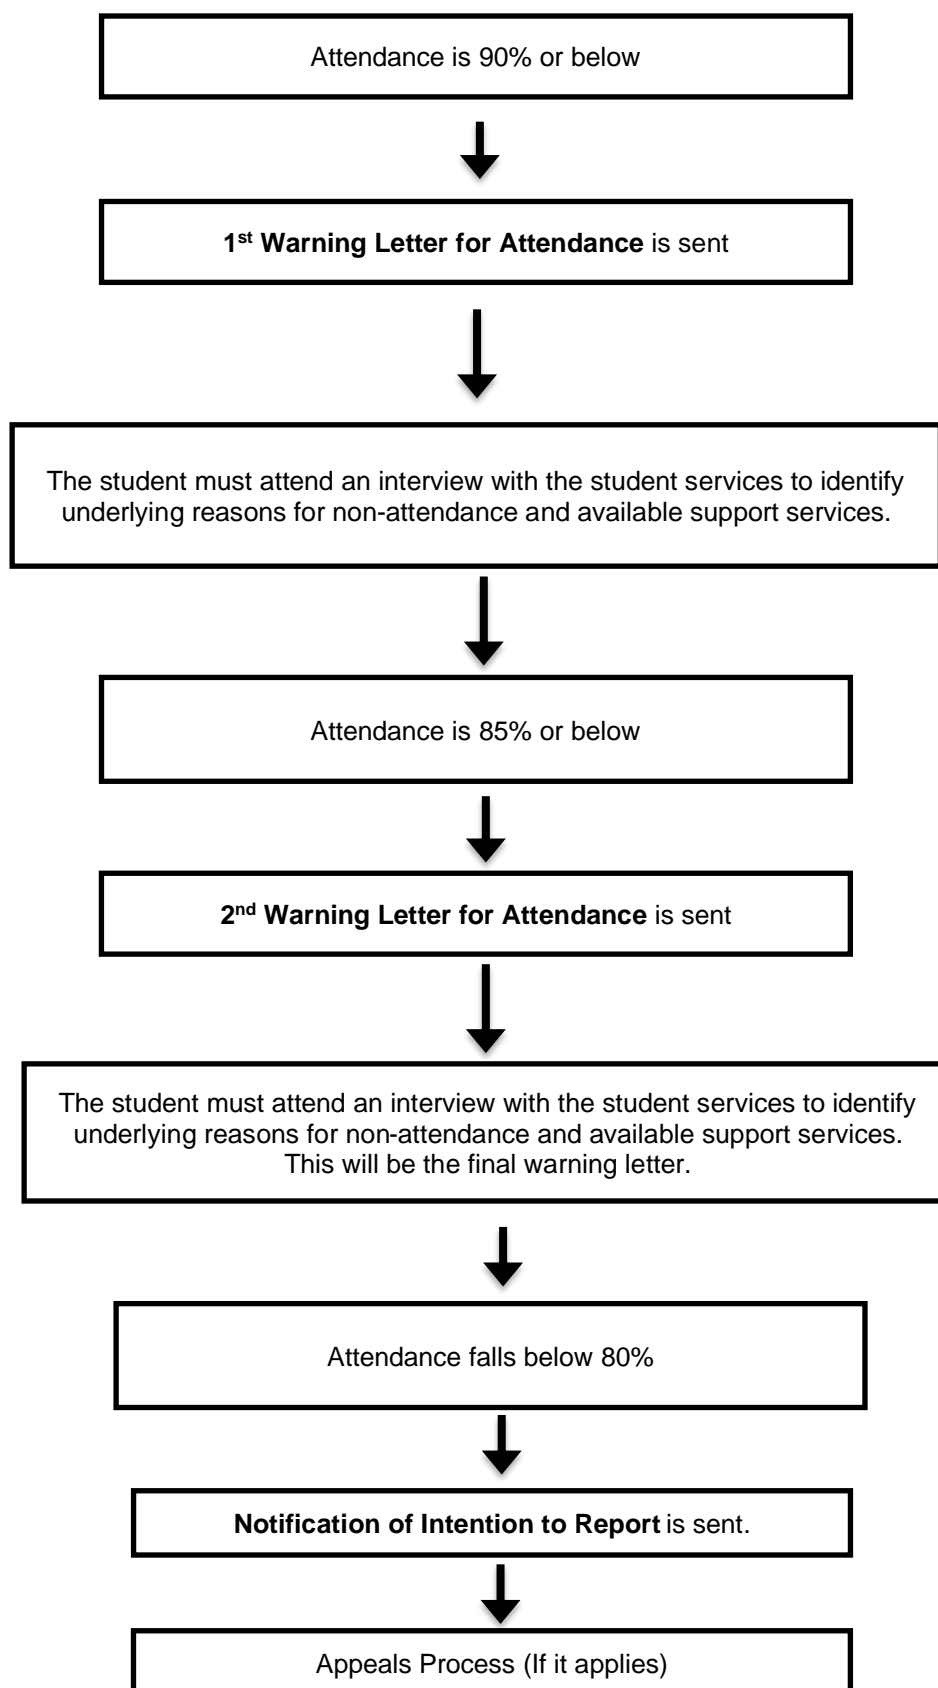 Attendance is 90% or below
1st Warning Letter for Attendance is sent
The student must attend an interview with the student services to identify
underlying reasons for non-attendance and available support services.
Attendance is 85% or below
2nd Warning Letter for Attendance is sent
The student must attend an interview with the student services to identify
underlying reasons for non-attendance and available support services.
This will be the final warning letter.
Attendance falls below 80%
Notification of Intention to Report is sent.
Appeals Process (If it applies)